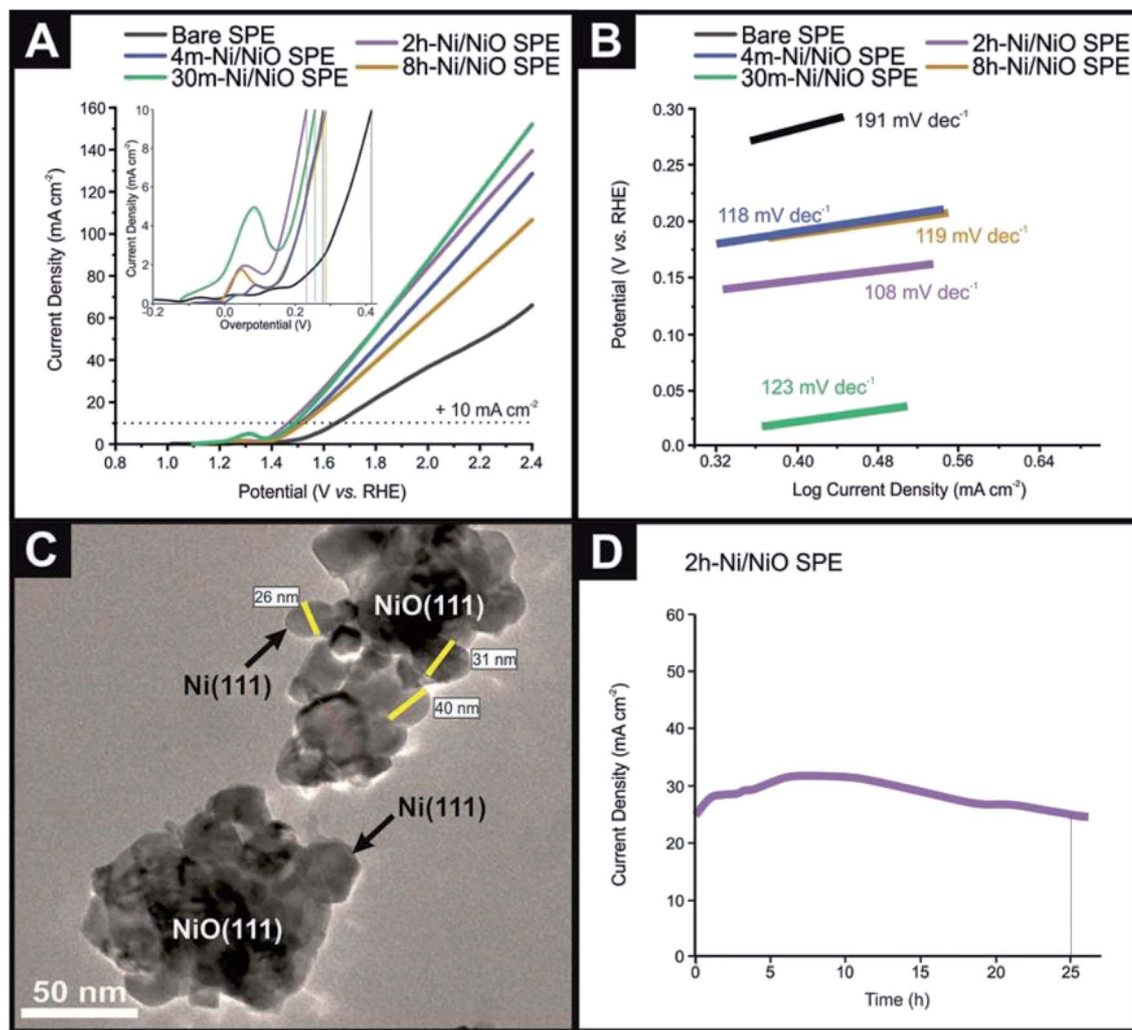 A
Bare SPE
4m-Ni/NiO SPE
30m-Ni/NiO SPE
2h-Ni/NiO SPE
8h-Ni/NiO SPE
160
140
120
100
80
60
40
20
0
0.8 1.0 1.2 1.4 1.6 1.8 2.0 2.2 2.4
Current Density (mA cm⁻²)
Potential (V vs. RHE)
+ 10 mA cm⁻²
10
8
6
4
2
0
-0.2 0.0 0.2 0.4
Current Density (mA cm⁻²)
Overpotential (V)
B
Bare SPE
4m-Ni/NiO SPE
30m-Ni/NiO SPE
2h-Ni/NiO SPE
8h-Ni/NiO SPE
0.30
0.25
0.20
0.15
0.10
0.05
0.0
0.32 0.40 0.48 0.56 0.64
Potential (V vs. RHE)
Log Current Density (mA cm⁻²)
191 mV dec⁻¹
118 mV dec⁻¹
119 mV dec⁻¹
108 mV dec⁻¹
123 mV dec⁻¹
C
26 nm
NiO(111)
31 nm
Ni(111)
40 nm
Ni(111)
NiO(111)
50 nm
D
2h-Ni/NiO SPE
60
50
40
30
20
10
0
0 5 10 15 20 25
Current Density (mA cm⁻²)
Time (h)